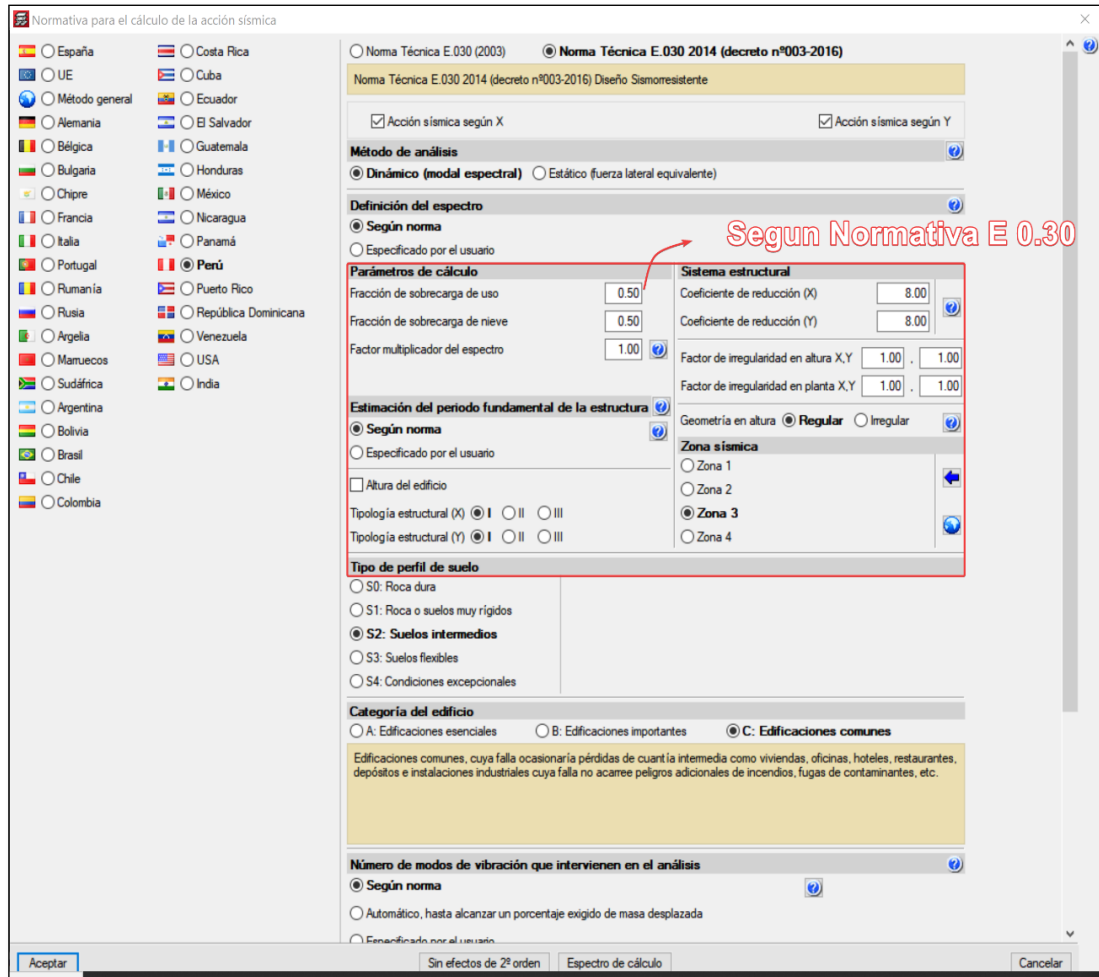 Normativa para el cálculo de la acción sísmica
España
UE
Método general
Alemania
Bélgica
Bulgaria
Chipre
Francia
Italia
Portugal
Rumanía
Rusia
Argelia
Marruecos
Sudáfrica
Argentina
Bolivia
Brasil
Chile
Colombia
Costa Rica
Cuba
Ecuador
El Salvador
Guatemala
Honduras
México
Nicaragua
Panamá
Perú
Puerto Rico
República Dominicana
Venezuela
USA
India
Norma Técnica E.030 (2003) Norma Técnica E.030 2014 (decreto nº003-2016)
Norma Técnica E.030 2014 (decreto nº003-2016) Diseño Sismorresistente
Acción sísmica según X Acción sísmica según Y
Método de análisis
Dinámico (modal espectral) Estático (fuerza lateral equivalente)
Definición del espectro
Según norma
Especificado por el usuario
Segun Normativa E 0.30
Parámetros de cálculo
Fracción de sobrecarga de uso 0.50
Fracción de sobrecarga de nieve 0.50
Factor multiplicador del espectro 1.00
Estimación del periodo fundamental de la estructura
Según norma
Especificado por el usuario
Altura del edificio
Tipología estructural (X) I II III
Tipología estructural (Y) I II III
Sistema estructural
Coeficiente de reducción (X) 8.00
Coeficiente de reducción (Y) 8.00
Factor de irregularidad en altura X,Y 1.00 , 1.00
Factor de irregularidad en planta X,Y 1.00 , 1.00
Geometría en altura Regular Irregular
Zona sísmica
Zona 1
Zona 2
Zona 3
Zona 4
Tipo de perfil de suelo
S0: Roca dura
S1: Roca o suelos muy rígidos
S2: Suelos intermedios
S3: Suelos flexibles
S4: Condiciones excepcionales
Categoría del edificio
A: Edificaciones esenciales B: Edificaciones importantes C: Edificaciones comunes
Edificaciones comunes, cuya falla ocasionaría pérdidas de cuantía intermedia como viviendas, oficinas, hoteles, restaurantes,
depósitos e instalaciones industriales cuya falla no acarree peligros adicionales de incendios, fugas de contaminantes, etc.
Número de modos de vibración que intervienen en el análisis
Según norma
Automático, hasta alcanzar un porcentaje exigido de masa desplazada
Especificado por el usuario
Aceptar Sin efectos de 2º orden Espectro de cálculo Cancelar